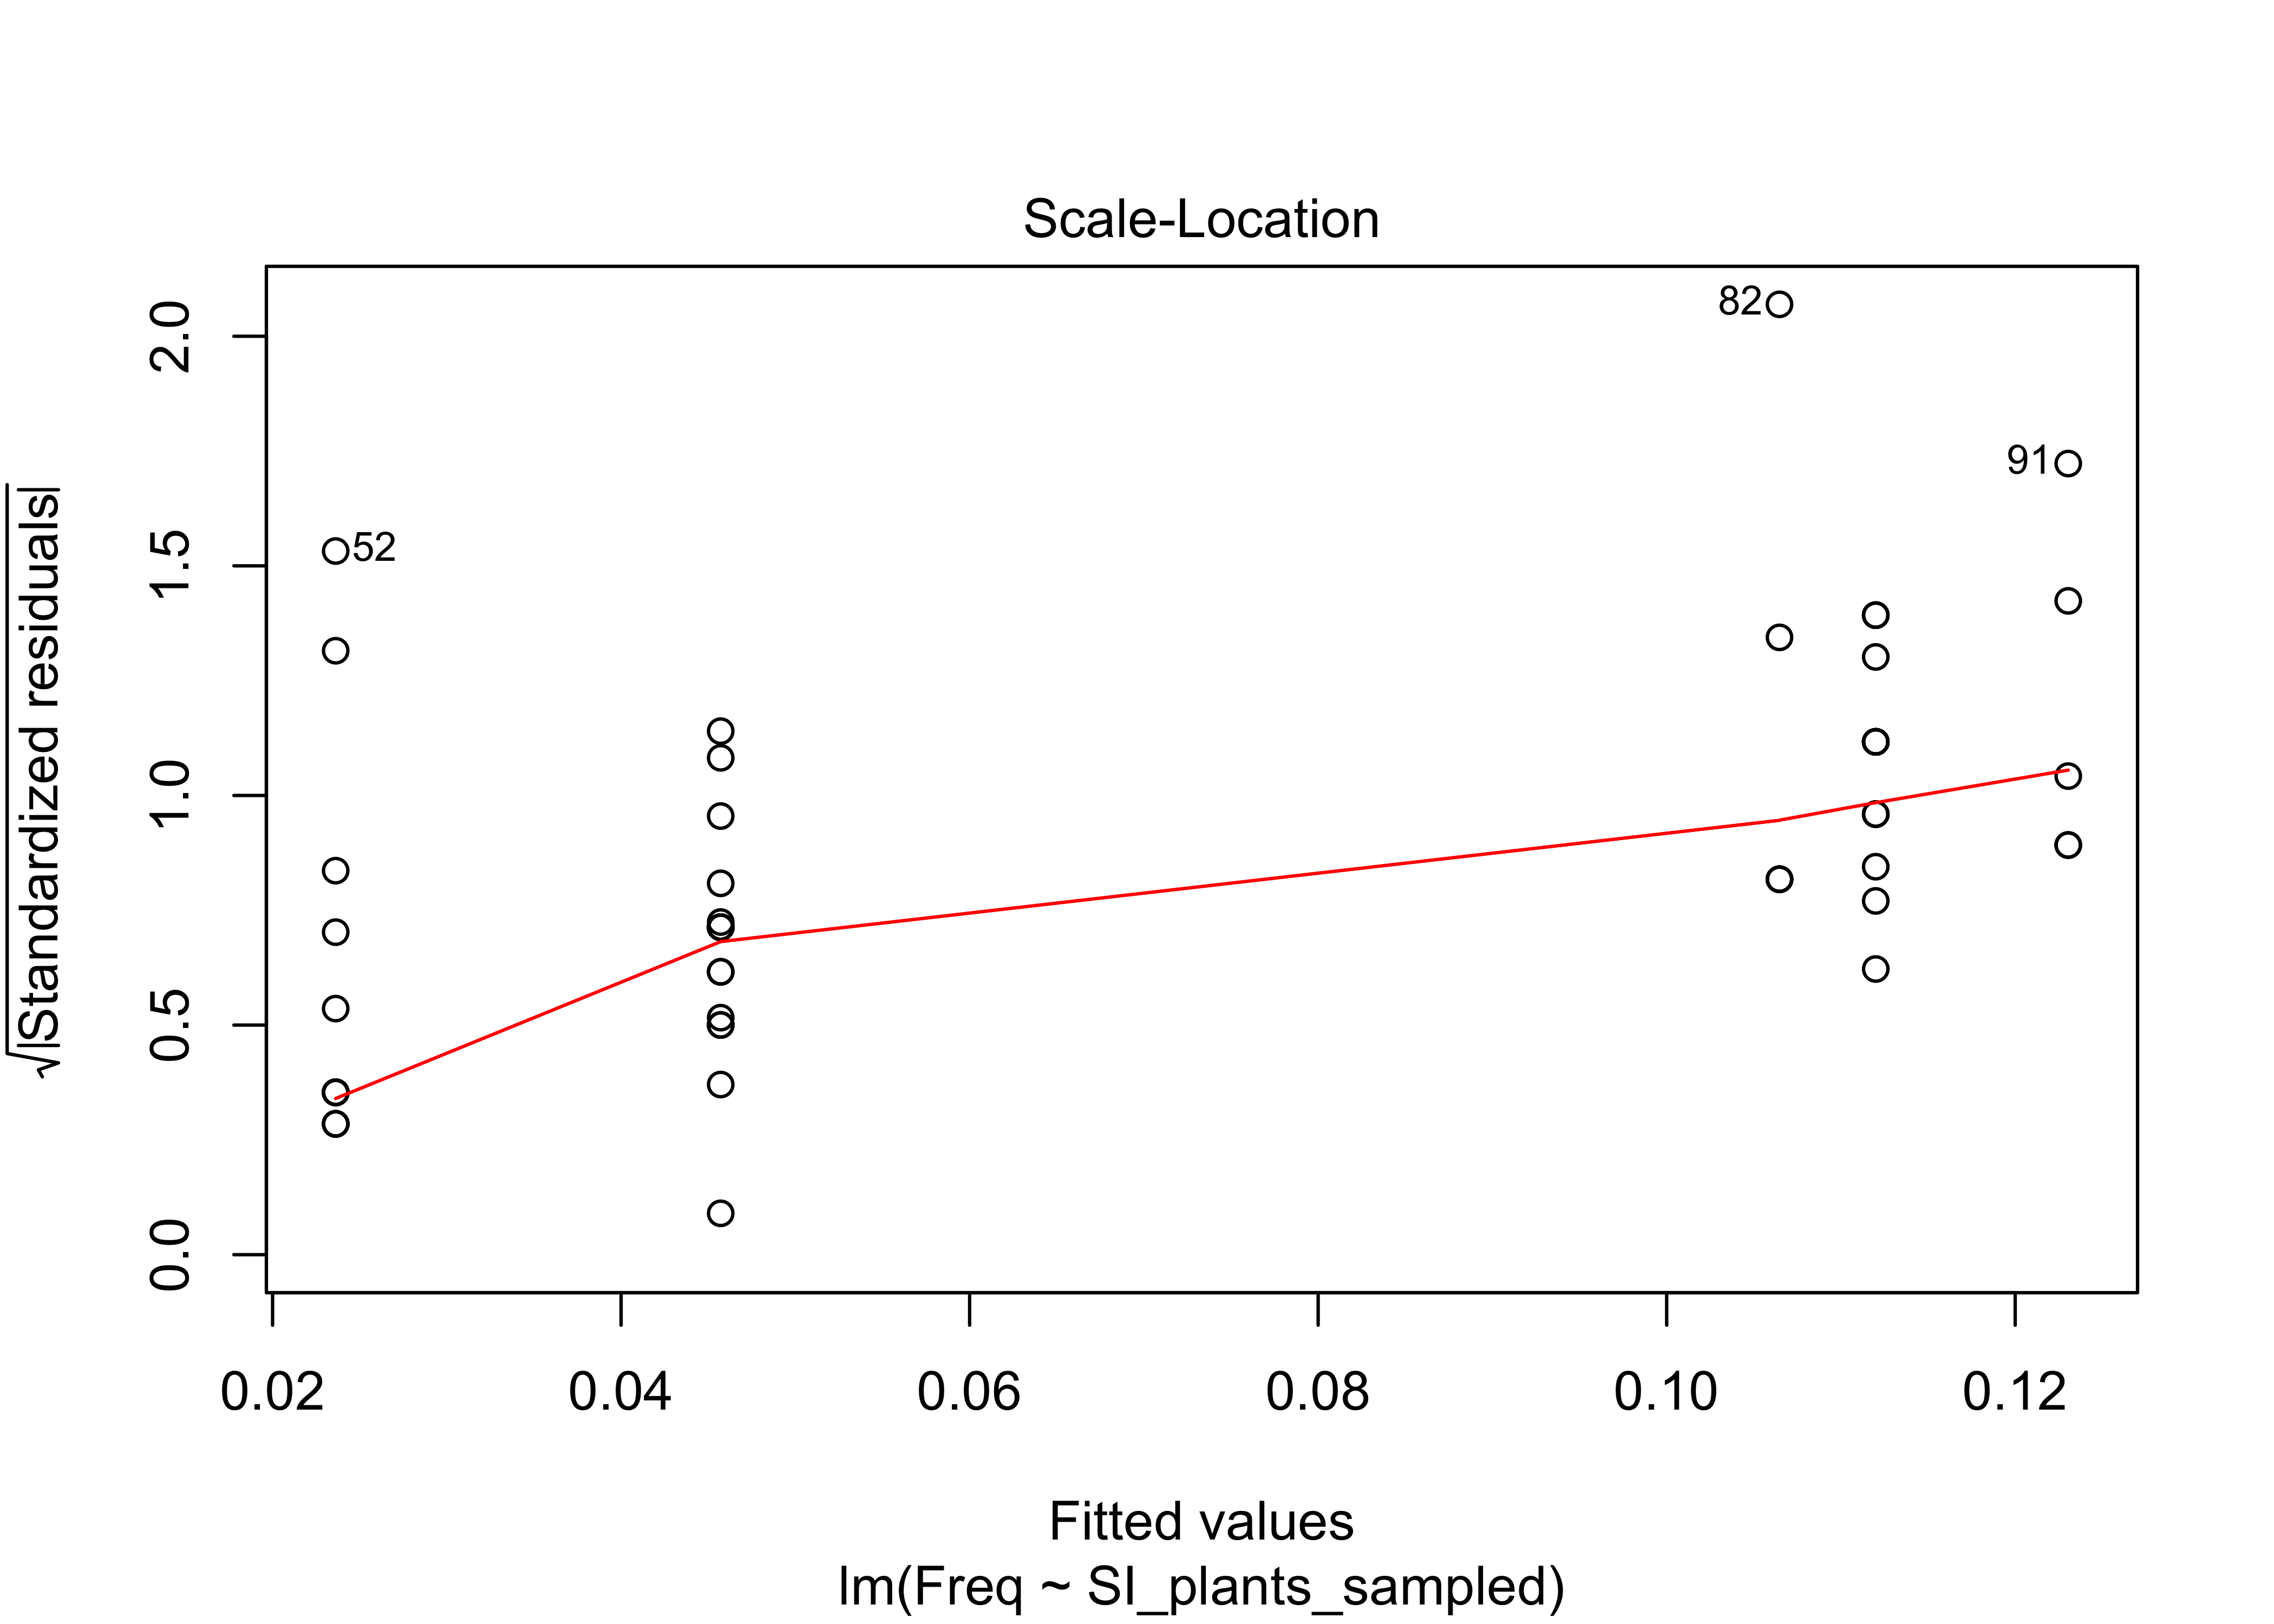 Scale-Location
√|Standardized residuals|
2.0
1.5
1.0
0.5
0.0
82
91
52
0.02 0.04 0.06 0.08 0.10 0.12
Fitted values
lm(Freq ~ SI_plants_sampled)